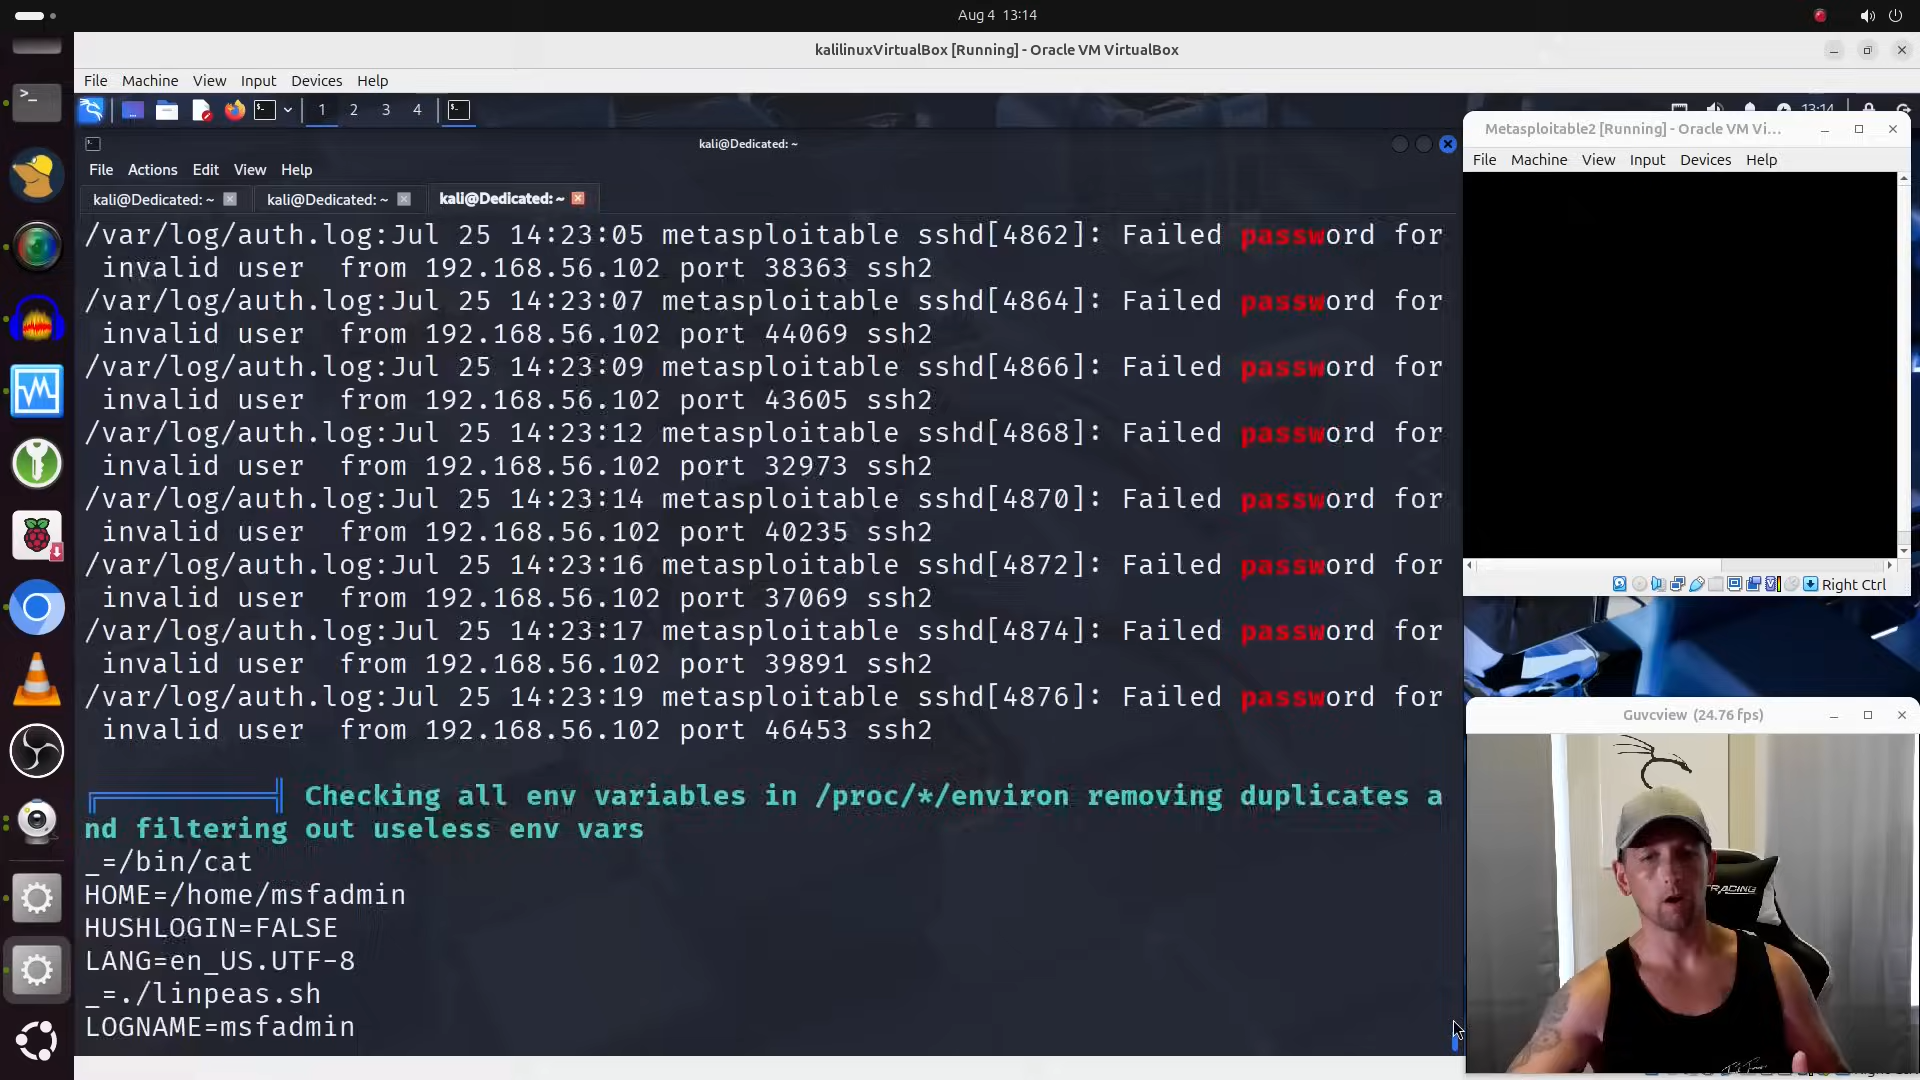 Aug 4 13:14
kalilinuxVirtualBox [Running] - Oracle VM VirtualBox
File Machine View Input Devices Help
1 2 3 4
13:14
kali@Dedicated: ~
File Actions Edit View Help
kali@Dedicated: ~ kali@Dedicated: ~ kali@Dedicated: ~
/var/log/auth.log:Jul 25 14:23:05 metasploitable sshd[4862]: Failed password for
invalid user  from 192.168.56.102 port 38363 ssh2
/var/log/auth.log:Jul 25 14:23:07 metasploitable sshd[4864]: Failed password for
invalid user  from 192.168.56.102 port 44069 ssh2
/var/log/auth.log:Jul 25 14:23:09 metasploitable sshd[4866]: Failed password for
invalid user  from 192.168.56.102 port 43605 ssh2
/var/log/auth.log:Jul 25 14:23:12 metasploitable sshd[4868]: Failed password for
invalid user  from 192.168.56.102 port 32973 ssh2
/var/log/auth.log:Jul 25 14:23:14 metasploitable sshd[4870]: Failed password for
invalid user  from 192.168.56.102 port 40235 ssh2
/var/log/auth.log:Jul 25 14:23:16 metasploitable sshd[4872]: Failed password for
invalid user  from 192.168.56.102 port 37069 ssh2
/var/log/auth.log:Jul 25 14:23:17 metasploitable sshd[4874]: Failed password for
invalid user  from 192.168.56.102 port 39891 ssh2
/var/log/auth.log:Jul 25 14:23:19 metasploitable sshd[4876]: Failed password for
invalid user  from 192.168.56.102 port 46453 ssh2
╔══════════╣ Checking all env variables in /proc/*/environ removing duplicates a
nd filtering out useless env vars
_=/bin/cat
HOME=/home/msfadmin
HUSHLOGIN=FALSE
LANG=en_US.UTF-8
_=./linpeas.sh
LOGNAME=msfadmin
Metasploitable2 [Running] - Oracle VM Vi...
File Machine View Input Devices Help
Right Ctrl
Guvcview (24.76 fps)
RACING